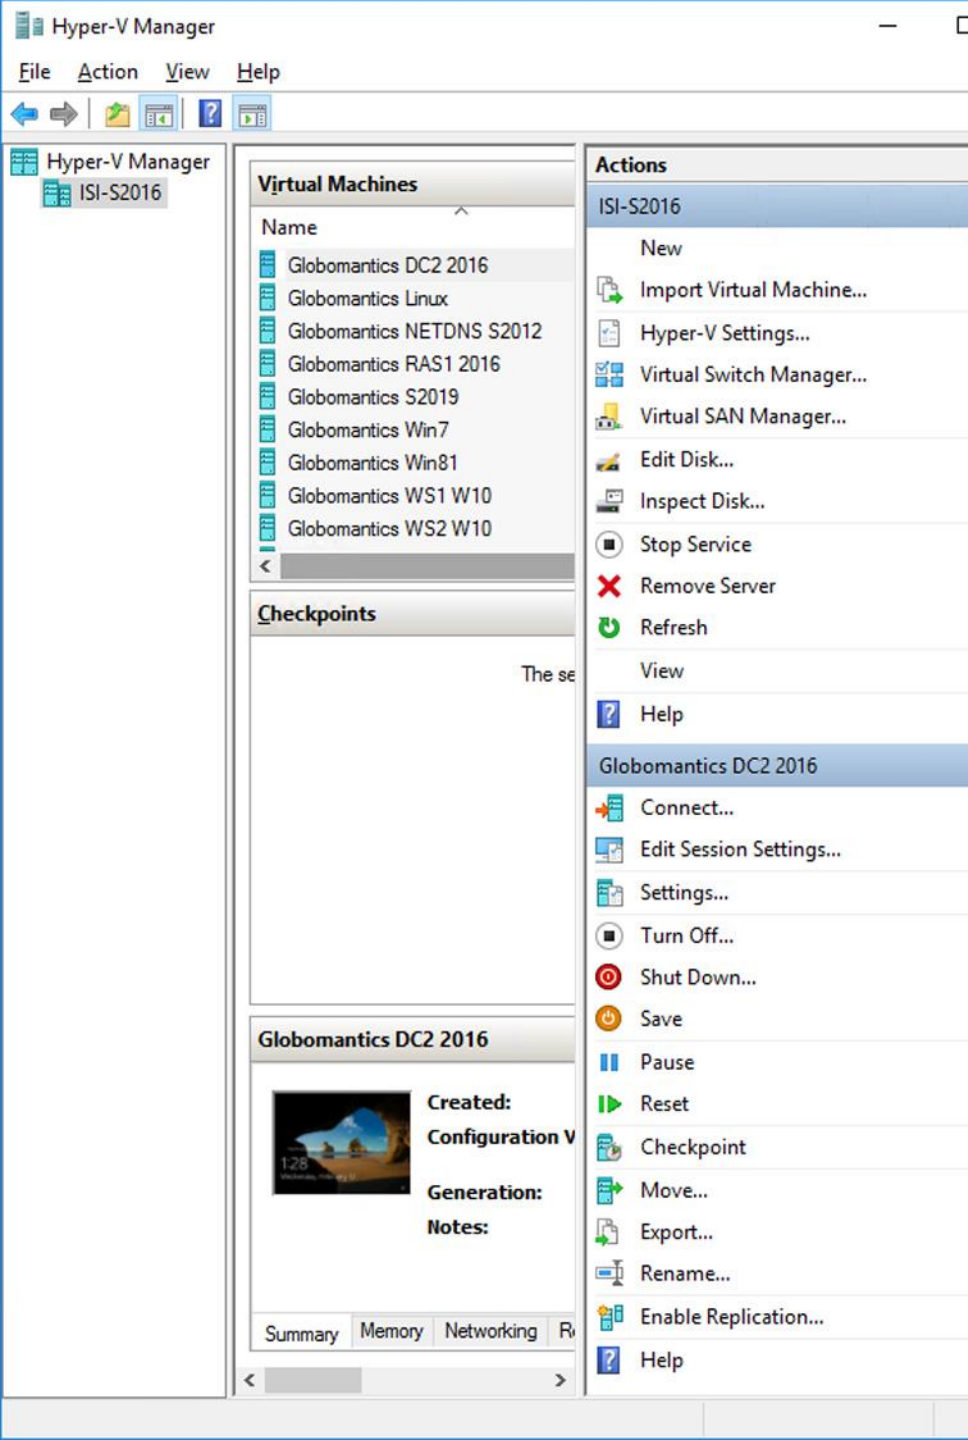 Hyper-V Manager
File Action View Help
Hyper-V Manager
ISI-S2016
Virtual Machines
Name
Globomantics DC2 2016
Globomantics Linux
Globomantics NETDNS S2012
Globomantics RAS1 2016
Globomantics S2019
Globomantics Win7
Globomantics Win81
Globomantics WS1 W10
Globomantics WS2 W10
Checkpoints
The se
Globomantics DC2 2016
1:28
Created:
Configuration V
Generation:
Notes:
Summary Memory Networking Re
Actions
ISI-S2016
New
Import Virtual Machine...
Hyper-V Settings...
Virtual Switch Manager...
Virtual SAN Manager...
Edit Disk...
Inspect Disk...
Stop Service
Remove Server
Refresh
View
Help
Globomantics DC2 2016
Connect...
Edit Session Settings...
Settings...
Turn Off...
Shut Down...
Save
Pause
Reset
Checkpoint
Move...
Export...
Rename...
Enable Replication...
Help